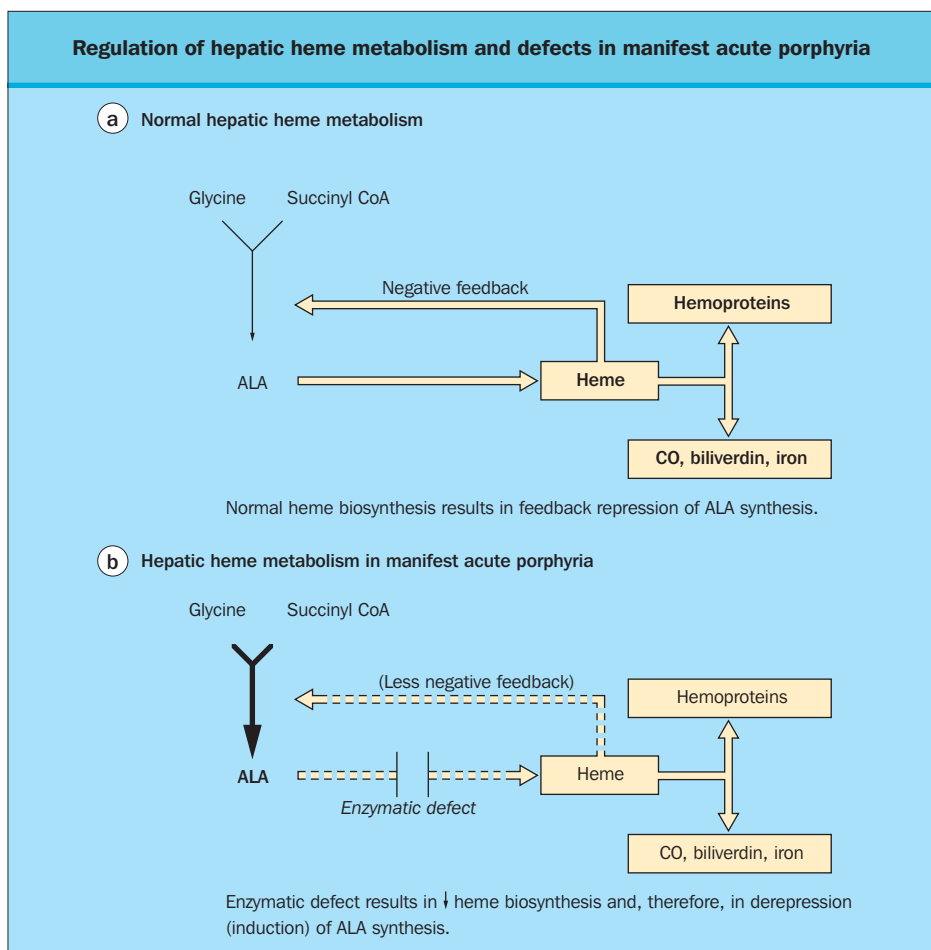 Regulation of hepatic heme metabolism and defects in manifest acute porphyria
a Normal hepatic heme metabolism
Glycine Succinyl CoA
Negative feedback
Hemoproteins
ALA
Heme
CO, biliverdin, iron
Normal heme biosynthesis results in feedback repression of ALA synthesis.
b Hepatic heme metabolism in manifest acute porphyria
Glycine Succinyl CoA
(Less negative feedback)
Hemoproteins
ALA
Heme
Enzymatic defect
CO, biliverdin, iron
Enzymatic defect results in ↓ heme biosynthesis and, therefore, in derepression
(induction) of ALA synthesis.